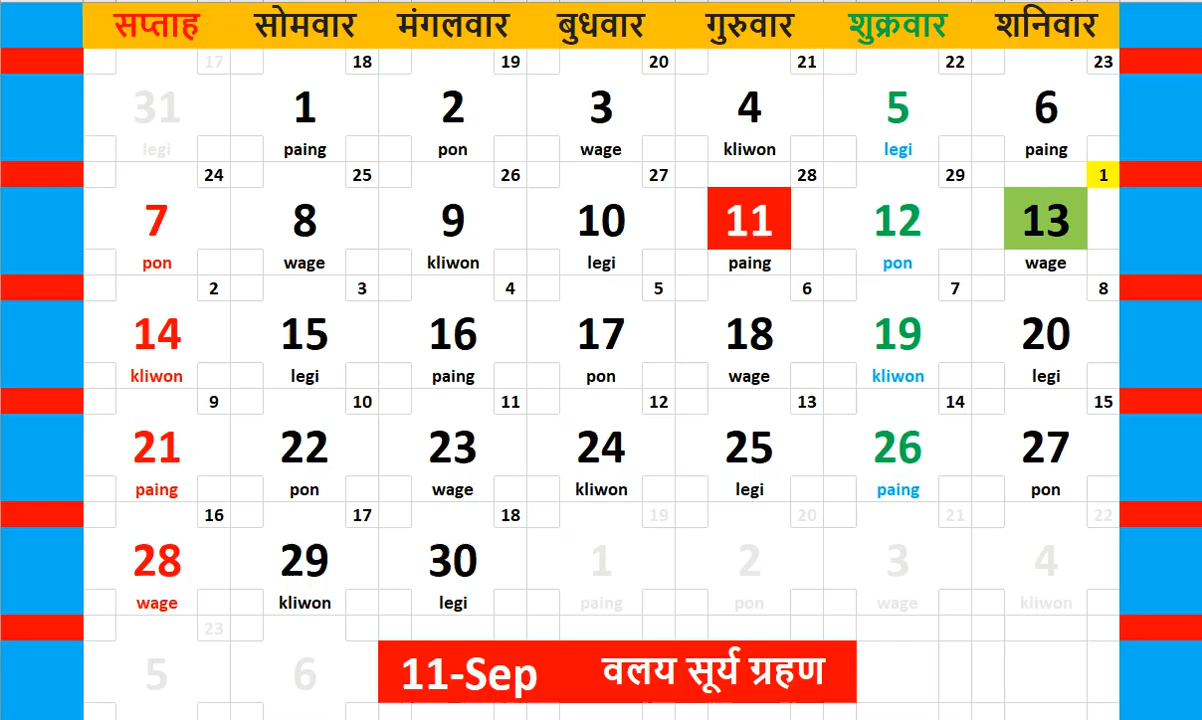 सप्ताह सोमवार मंगलवार बुधवार गुरुवार शुक्रवार शनिवार
17 18 19 20 21 22 23
31 1 2 3 4 5 6
legi paing pon wage kliwon legi paing
24 25 26 27 28 29 1
7 8 9 10 11 12 13
pon wage kliwon legi paing pon wage
2 3 4 5 6 7 8
14 15 16 17 18 19 20
kliwon legi paing pon wage kliwon legi
9 10 11 12 13 14 15
21 22 23 24 25 26 27
paing pon wage kliwon legi paing pon
16 17 18 19 20 21 22
28 29 30 1 2 3 4
wage kliwon legi paing pon wage kliwon
23
5 6 11-Sep वलय सूर्य ग्रहण